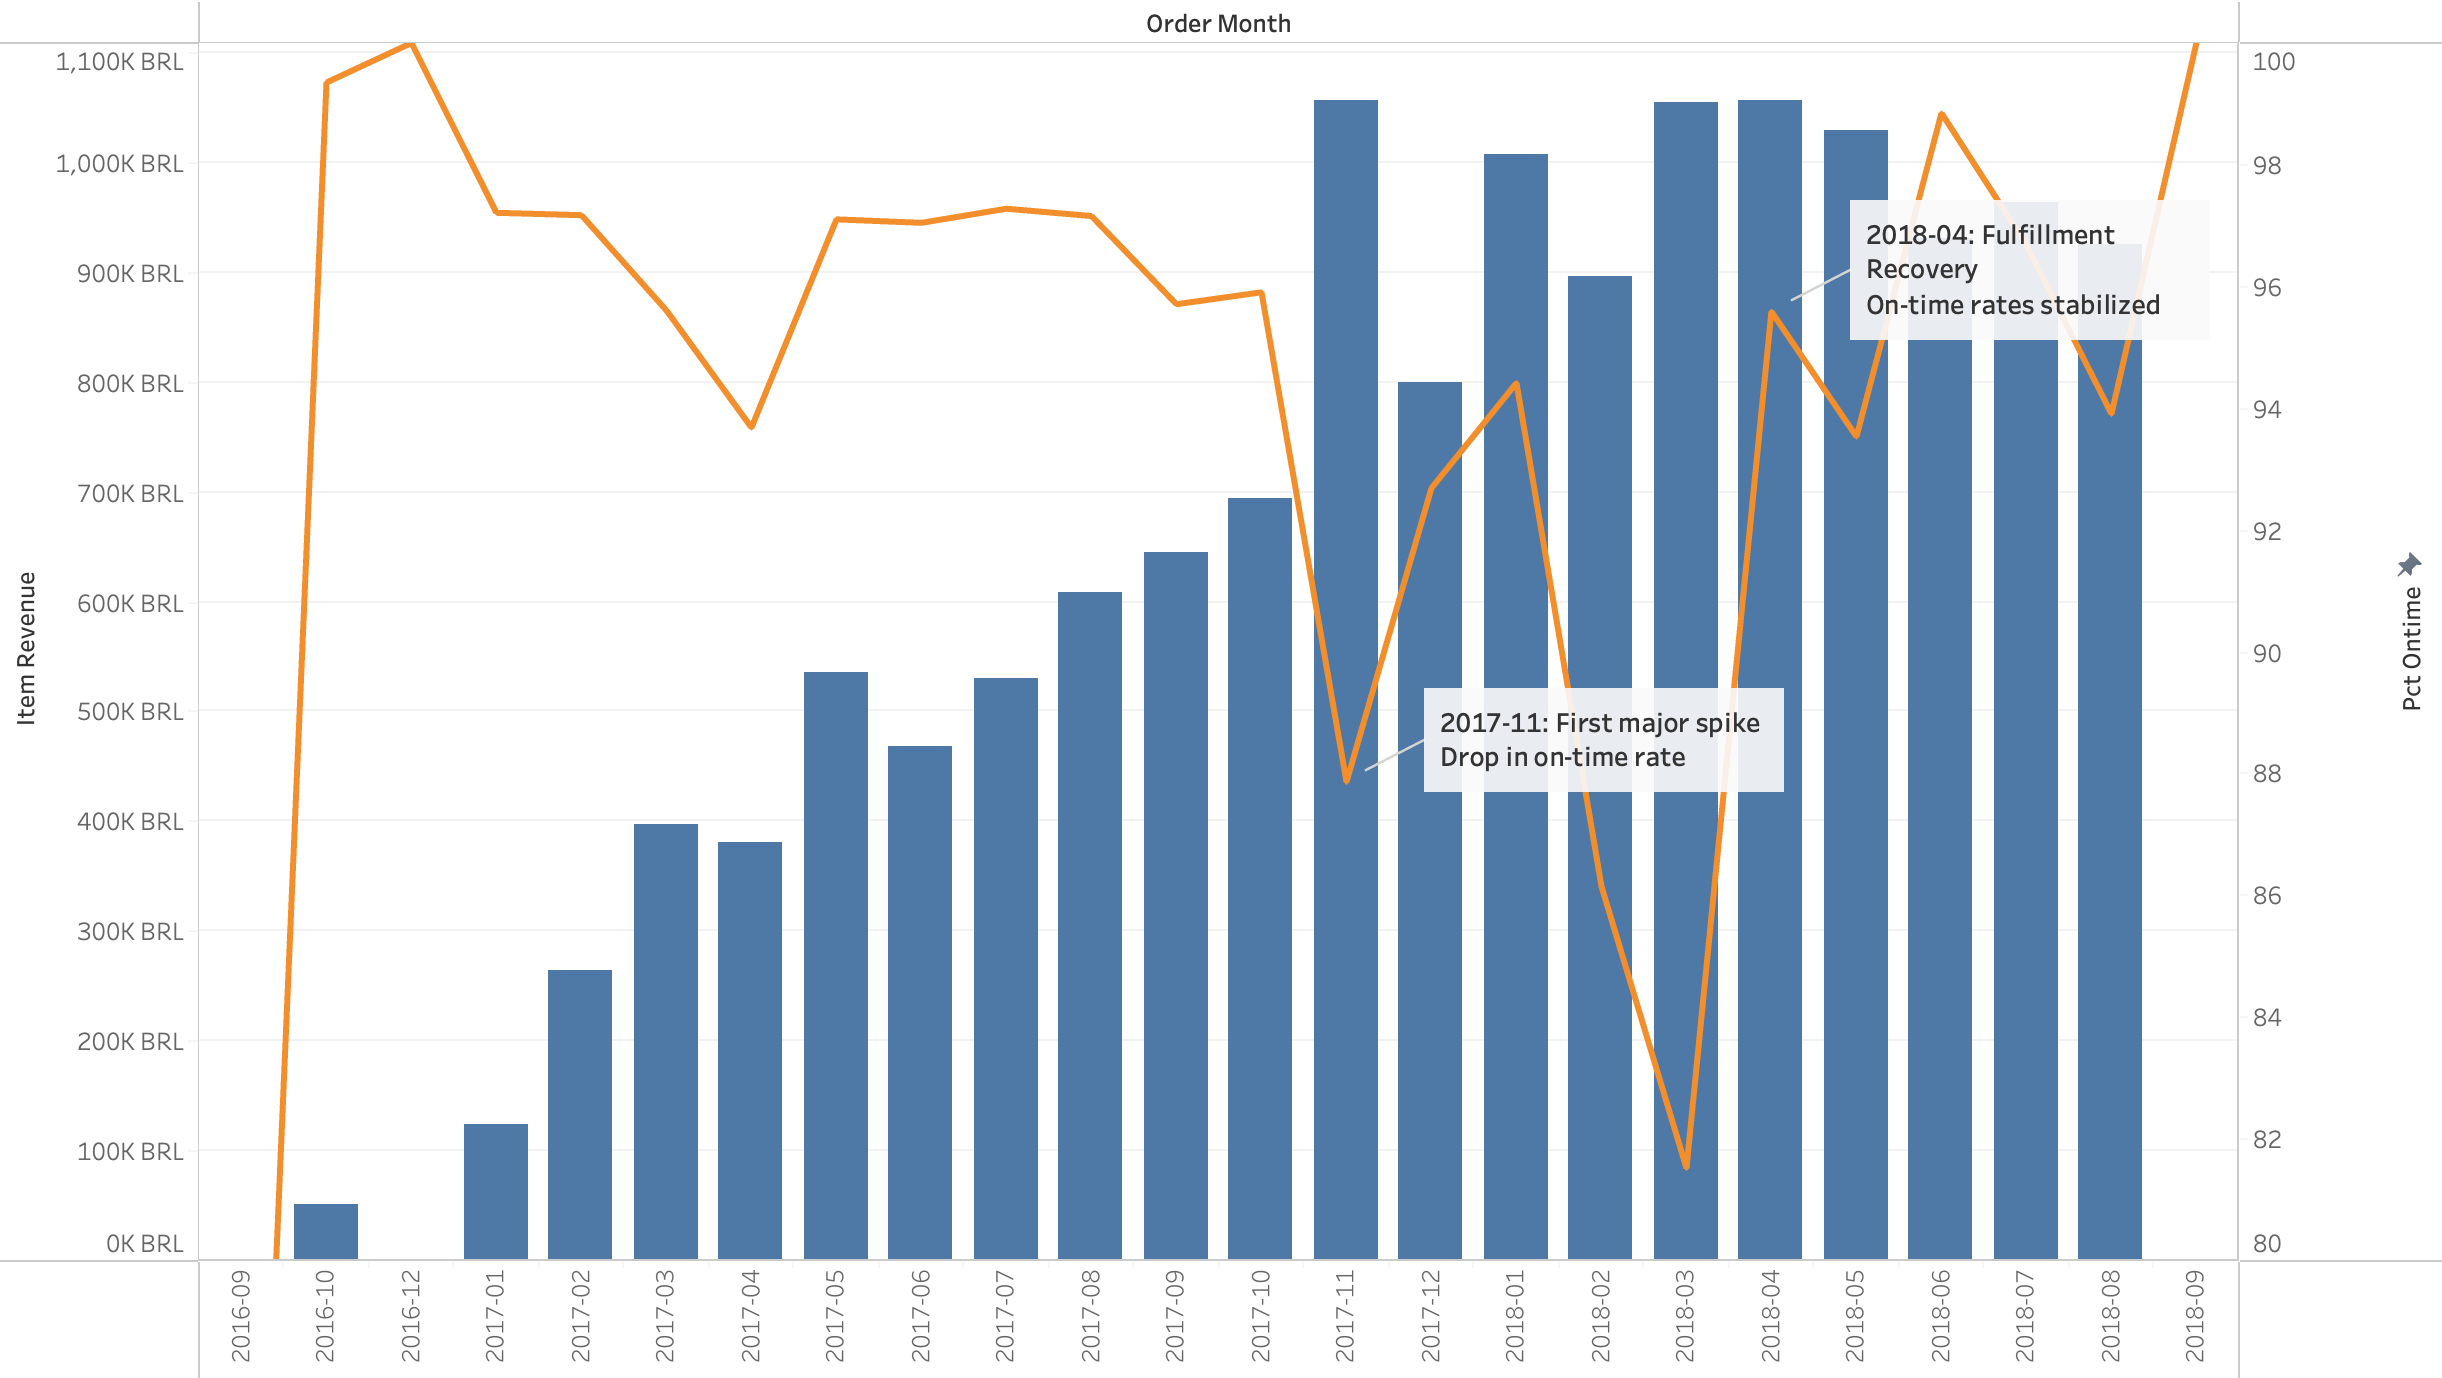 Order Month
1,100K BRL
1,000K BRL
900K BRL
800K BRL
700K BRL
600K BRL
500K BRL
400K BRL
300K BRL
200K BRL
100K BRL
0K BRL
Item Revenue
2018-04: Fulfillment
Recovery
On-time rates stabilized
2017-11: First major spike
Drop in on-time rate
100
98
96
94
92
90
88
86
84
82
80
Pct Ontime
2016-09
2016-10
2016-12
2017-01
2017-02
2017-03
2017-04
2017-05
2017-06
2017-07
2017-08
2017-09
2017-10
2017-11
2017-12
2018-01
2018-02
2018-03
2018-04
2018-05
2018-06
2018-07
2018-08
2018-09